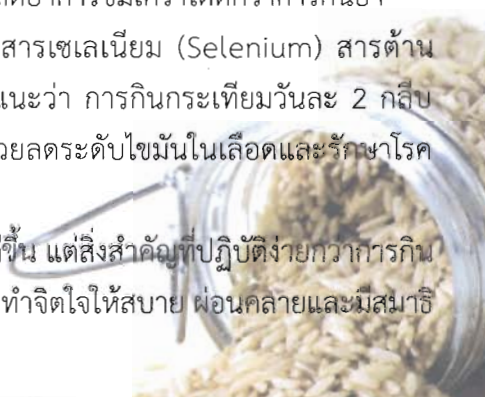 สารเซเลเนียม (Selenium) สารต้าน
แนะว่า การกินกระเทียมวันละ 2 กลีบ
วยลดระดับไขมันในเลือดและรักษาโรค
ขึ้น แต่สิ่งสำคัญที่ปฏิบัติง่ายกว่าการกิน
ทำจิตใจให้สบาย ผ่อนคลายและมีสมาธิ